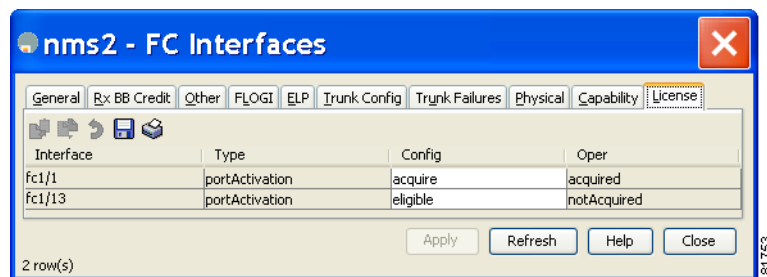 nms2 - FC Interfaces
General Rx BB Credit Other FLOGI ELP Trunk Config Trunk Failures Physical Capability License
Interface Type Config Oper
fc1/1 portActivation acquire acquired
fc1/13 portActivation eligible notAcquired
Apply Refresh Help Close
2 row(s)